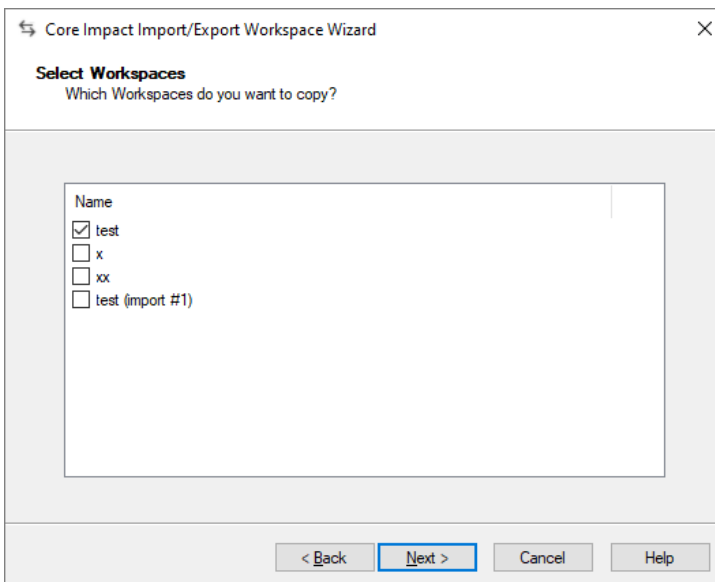 Core Impact Import/Export Workspace Wizard
Select Workspaces
Which Workspaces do you want to copy?
Name
test
x
xx
test (import #1)
< Back Next > Cancel Help